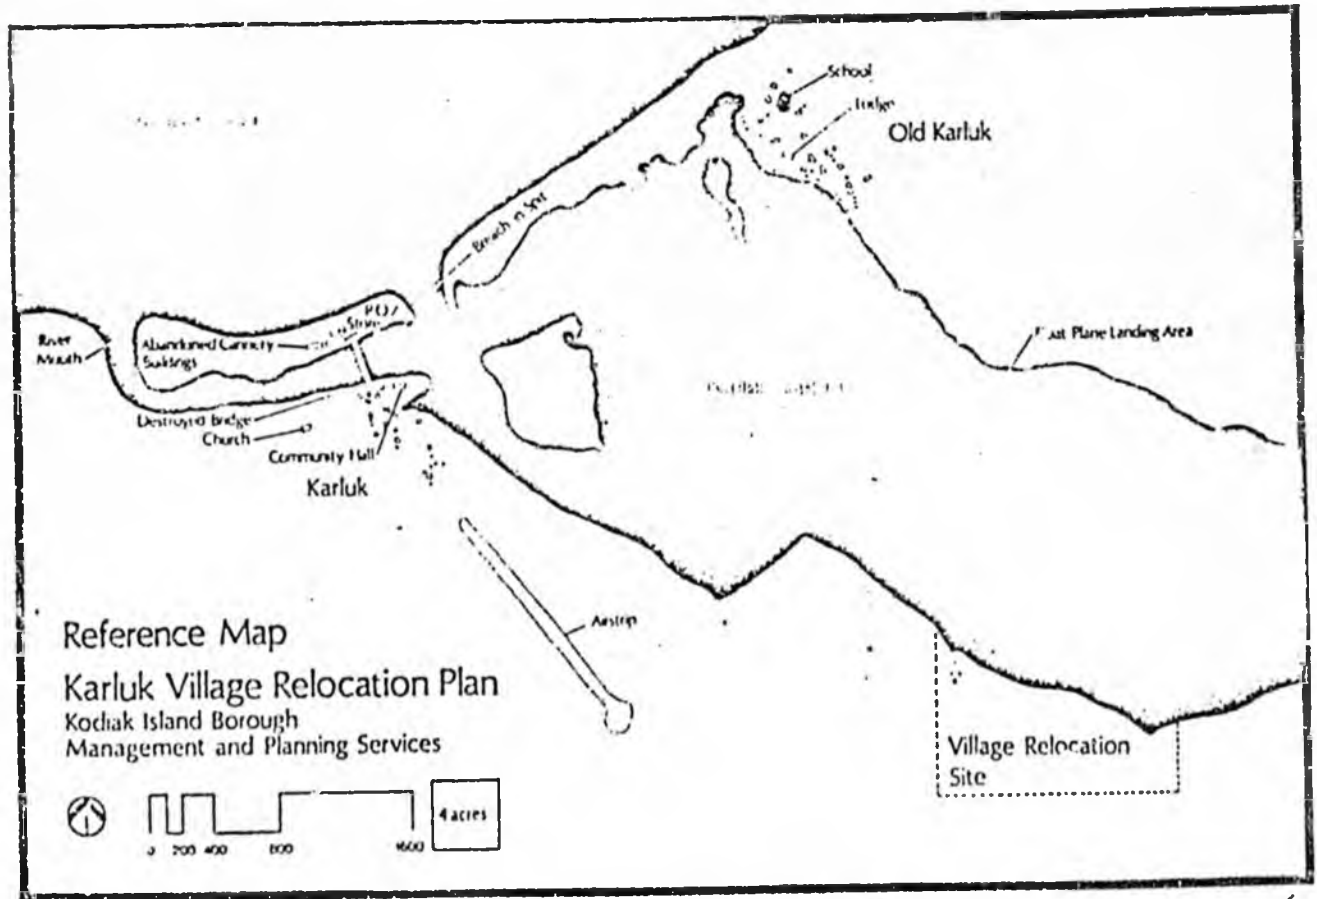 School
Lodge
Old Karluk
Breach in Spit
P.O./
Store
River
Mouth
Abandoned Cannery
Buildings
Plane Landing Area
Destroyed Bridge
Church
Community Hall
Karluk
Airstrip
Reference Map
Karluk Village Relocation Plan
Kodiak Island Borough
Management and Planning Services
Village Relocation
Site
4 acres
0 200 400 800 1600